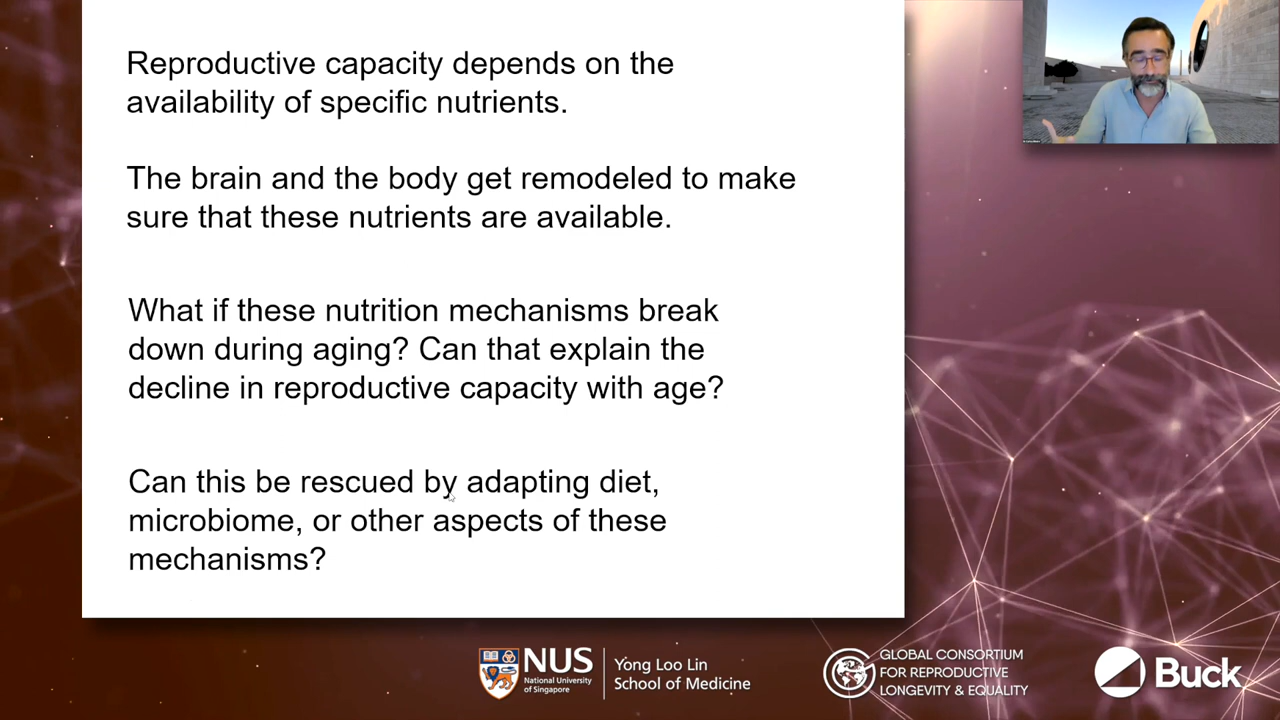 Reproductive capacity depends on the
availability of specific nutrients.
The brain and the body get remodeled to make
sure that these nutrients are available.
What if these nutrition mechanisms break
down during aging? Can that explain the
decline in reproductive capacity with age?
Can this be rescued by adapting diet,
microbiome, or other aspects of these
mechanisms?
NUS
National University
of Singapore
Yong Loo Lin
School of Medicine
GLOBAL CONSORTIUM
FOR REPRODUCTIVE
LONGEVITY & EQUALITY
Buck